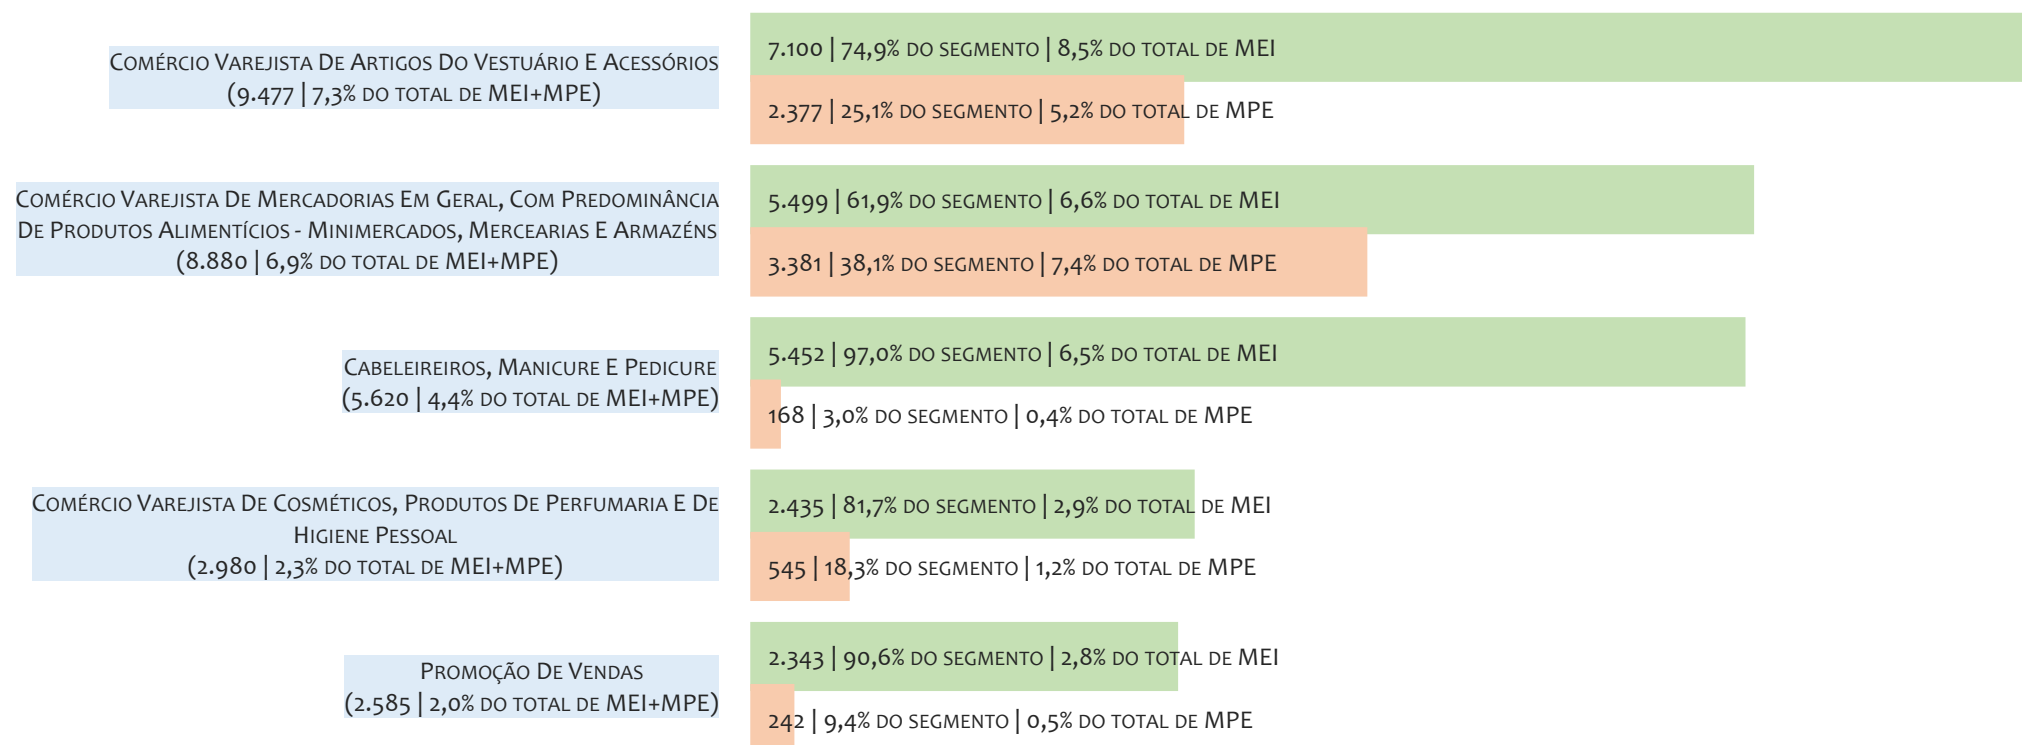 Comércio Varejista De Artigos Do Vestuário E Acessórios
(9.477 | 7,3% do total de MEI+MPE)
7.100 | 74,9% do segmento | 8,5% do total de MEI
2.377 | 25,1% do segmento | 5,2% do total de MPE
Comércio Varejista De Mercadorias Em Geral, Com Predominância
De Produtos Alimentícios - Minimercados, Mercearias E Armazéns
(8.880 | 6,9% do total de MEI+MPE)
5.499 | 61,9% do segmento | 6,6% do total de MEI
3.381 | 38,1% do segmento | 7,4% do total de MPE
Cabeleireiros, Manicure E Pedicure
(5.620 | 4,4% do total de MEI+MPE)
5.452 | 97,0% do segmento | 6,5% do total de MEI
168 | 3,0% do segmento | 0,4% do total de MPE
Comércio Varejista De Cosméticos, Produtos De Perfumaria E De
Higiene Pessoal
(2.980 | 2,3% do total de MEI+MPE)
2.435 | 81,7% do segmento | 2,9% do total de MEI
545 | 18,3% do segmento | 1,2% do total de MPE
Promoção De Vendas
(2.585 | 2,0% do total de MEI+MPE)
2.343 | 90,6% do segmento | 2,8% do total de MEI
242 | 9,4% do segmento | 0,5% do total de MPE